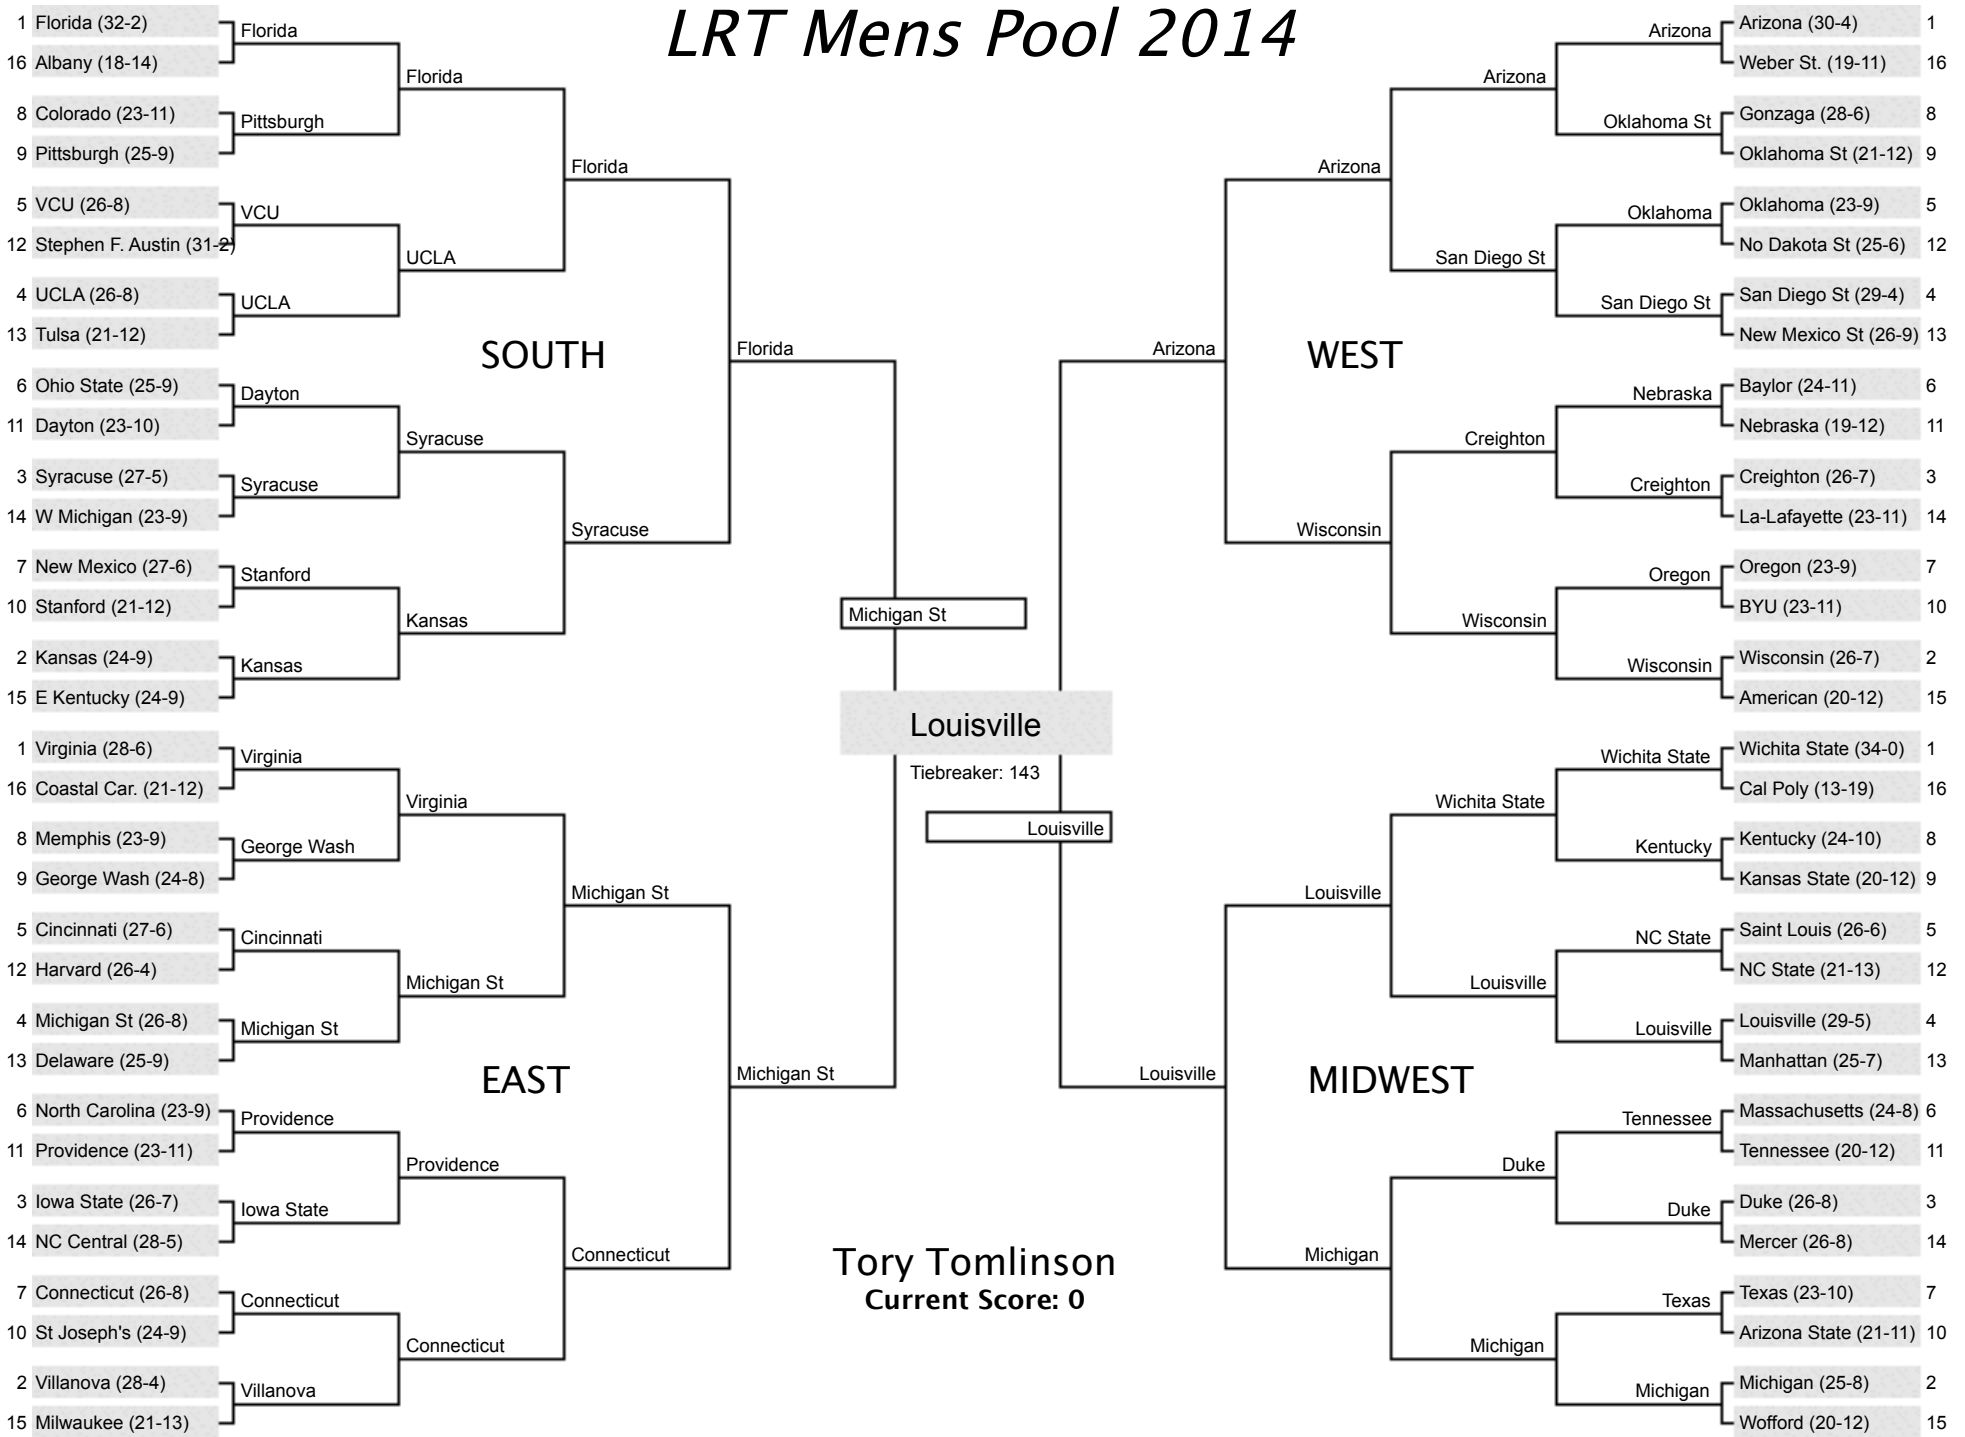 LRT Mens Pool 2014
1 Florida (32-2)
Florida
16 Albany (18-14)
Florida
8 Colorado (23-11)
Pittsburgh
9 Pittsburgh (25-9)
Florida
5 VCU (26-8)
VCU
12 Stephen F. Austin (31-2)
UCLA
4 UCLA (26-8)
UCLA
13 Tulsa (21-12)
SOUTH
Florida
6 Ohio State (25-9)
Dayton
11 Dayton (23-10)
Syracuse
3 Syracuse (27-5)
Syracuse
14 W Michigan (23-9)
Syracuse
7 New Mexico (27-6)
Stanford
10 Stanford (21-12)
Kansas
2 Kansas (24-9)
Kansas
15 E Kentucky (24-9)
1 Virginia (28-6)
Virginia
16 Coastal Car. (21-12)
Virginia
8 Memphis (23-9)
George Wash
9 George Wash (24-8)
Michigan St
5 Cincinnati (27-6)
Cincinnati
12 Harvard (26-4)
Michigan St
4 Michigan St (26-8)
Michigan St
13 Delaware (25-9)
EAST
Michigan St
6 North Carolina (23-9)
Providence
11 Providence (23-11)
Providence
3 Iowa State (26-7)
Iowa State
14 NC Central (28-5)
Connecticut
7 Connecticut (26-8)
Connecticut
10 St Joseph's (24-9)
Connecticut
2 Villanova (28-4)
Villanova
15 Milwaukee (21-13)
Michigan St
Louisville
Tiebreaker: 143
Louisville
Tory Tomlinson
Current Score: 0
Arizona (30-4) 1
Arizona
Weber St. (19-11) 16
Arizona
Gonzaga (28-6) 8
Oklahoma St
Oklahoma St (21-12) 9
Arizona
Oklahoma (23-9) 5
Oklahoma
No Dakota St (25-6) 12
San Diego St
San Diego St (29-4) 4
San Diego St
New Mexico St (26-9) 13
Arizona
WEST
Baylor (24-11) 6
Nebraska
Nebraska (19-12) 11
Creighton
Creighton (26-7) 3
Creighton
La-Lafayette (23-11) 14
Wisconsin
Oregon (23-9) 7
Oregon
BYU (23-11) 10
Wisconsin
Wisconsin (26-7) 2
Wisconsin
American (20-12) 15
Wichita State (34-0) 1
Wichita State
Cal Poly (13-19) 16
Wichita State
Kentucky (24-10) 8
Kentucky
Kansas State (20-12) 9
Louisville
Saint Louis (26-6) 5
NC State
NC State (21-13) 12
Louisville
Louisville (29-5) 4
Louisville
Manhattan (25-7) 13
Louisville
MIDWEST
Massachusetts (24-8) 6
Tennessee
Tennessee (20-12) 11
Duke
Duke (26-8) 3
Duke
Mercer (26-8) 14
Michigan
Texas (23-10) 7
Texas
Arizona State (21-11) 10
Michigan
Michigan (25-8) 2
Michigan
Wofford (20-12) 15